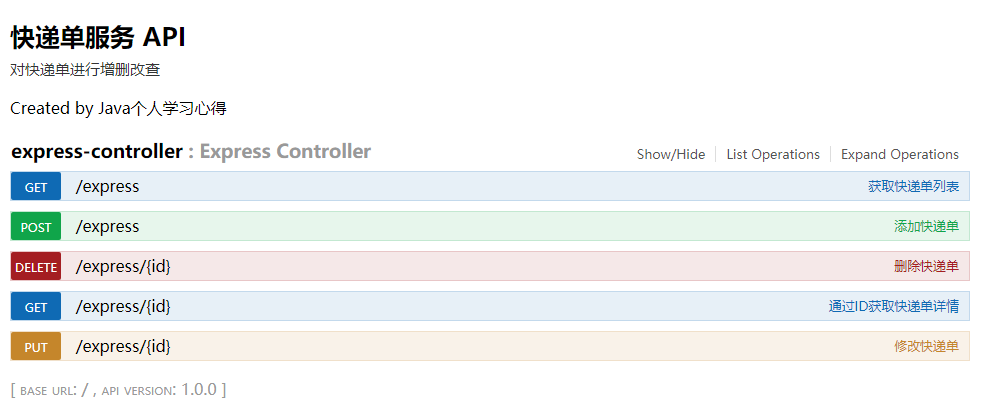 快递单服务 API
对快递单进行增删改查
Created by Java个人学习心得
express-controller : Express Controller Show/Hide List Operations Expand Operations
GET /express 获取快递单列表
POST /express 添加快递单
DELETE /express/{id} 删除快递单
GET /express/{id} 通过ID获取快递单详情
PUT /express/{id} 修改快递单
[ BASE URL: / , API VERSION: 1.0.0 ]